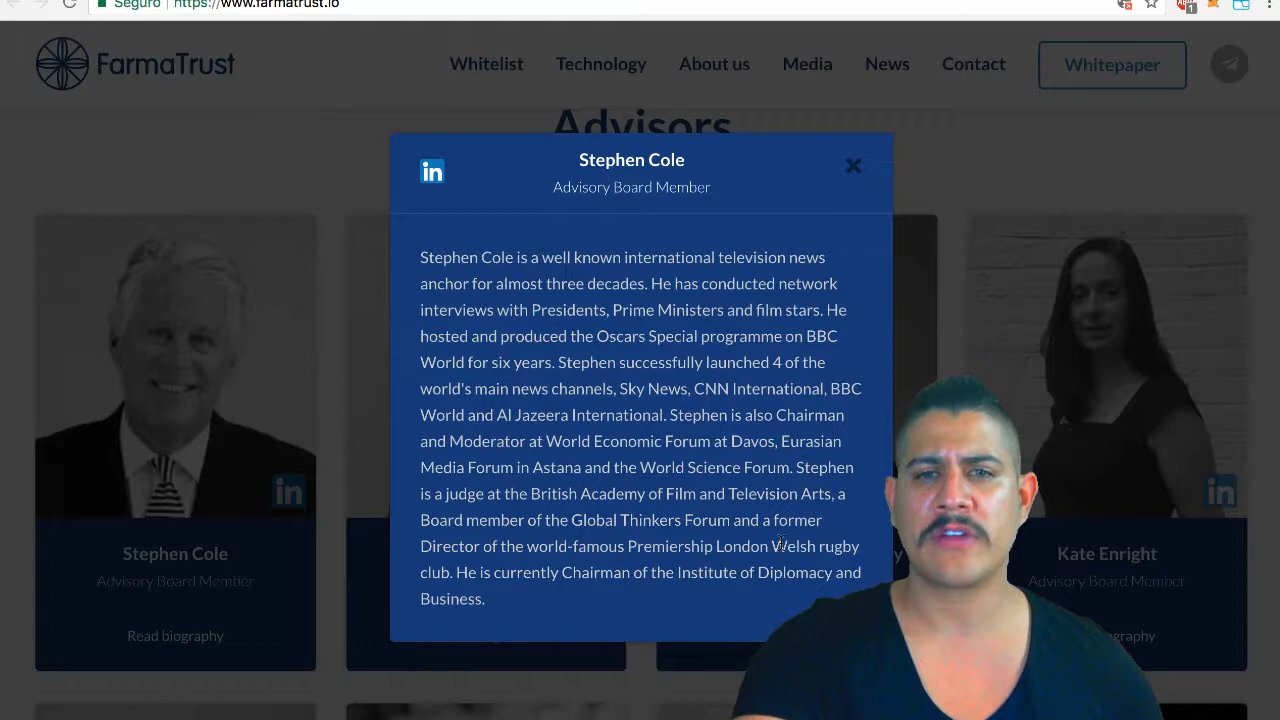 Seguro https://www.farmatrust.io
FarmaTrust
Whitelist Technology About us Media News Contact Whitepaper
Advisors
Stephen Cole
Advisory Board Member
Stephen Cole is a well known international television news
anchor for almost three decades. He has conducted network
interviews with Presidents, Prime Ministers and film stars. He
hosted and produced the Oscars Special programme on BBC
World for six years. Stephen successfully launched 4 of the
world's main news channels, Sky News, CNN International, BBC
World and Al Jazeera International. Stephen is also Chairman
and Moderator at World Economic Forum at Davos, Eurasian
Media Forum in Astana and the World Science Forum. Stephen
is a judge at the British Academy of Film and Television Arts, a
Board member of the Global Thinkers Forum and a former
Director of the world-famous Premiership London Welsh rugby
club. He is currently Chairman of the Institute of Diplomacy and
Business.
Stephen Cole
Advisory Board Member
Read biography
Kate Enright
Advisory Board Member